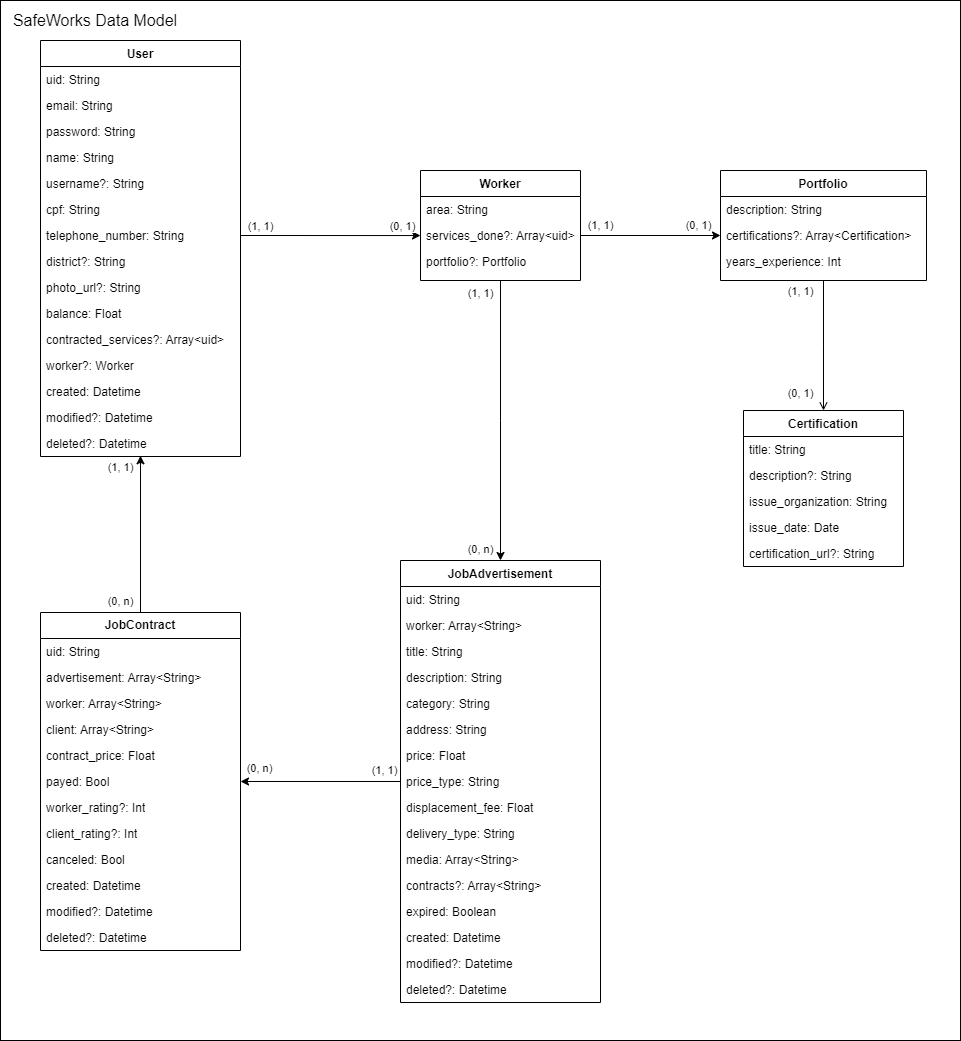 SafeWorks Data Model
User
uid: String
email: String
password: String
name: String
username?: String
cpf: String
telephone_number: String
district?: String
photo_url?: String
balance: Float
contracted_services?: Array<uid>
worker?: Worker
created: Datetime
modified?: Datetime
deleted?: Datetime
(1, 1)
(0, 1)
Worker
area: String
services_done?: Array<uid>
portfolio?: Portfolio
(1, 1)
(0, 1)
Portfolio
description: String
certifications?: Array<Certification>
years_experience: Int
(1, 1)
(1, 1)
(0, 1)
Certification
title: String
description?: String
issue_organization: String
issue_date: Date
certification_url?: String
(1, 1)
(0, n)
(0, n)
JobContract
uid: String
advertisement: Array<String>
worker: Array<String>
client: Array<String>
contract_price: Float
payed: Bool
worker_rating?: Int
client_rating?: Int
canceled: Bool
created: Datetime
modified?: Datetime
deleted?: Datetime
(0, n)
(1, 1)
JobAdvertisement
uid: String
worker: Array<String>
title: String
description: String
category: String
address: String
price: Float
price_type: String
displacement_fee: Float
delivery_type: String
media: Array<String>
contracts?: Array<String>
expired: Boolean
created: Datetime
modified?: Datetime
deleted?: Datetime